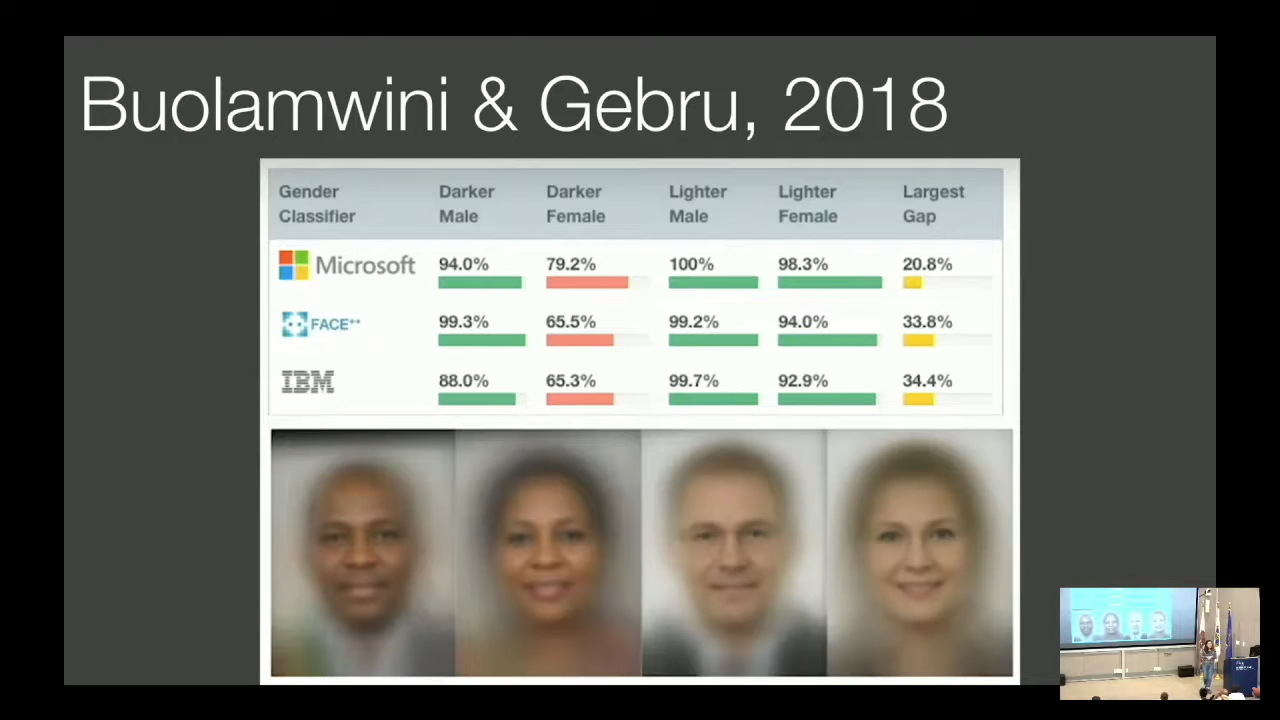 Buolamwini & Gebru, 2018
Gender Classifier Darker Male Darker Female Lighter Male Lighter Female Largest Gap
Microsoft 94.0% 79.2% 100% 98.3% 20.8%
FACE++ 99.3% 65.5% 99.2% 94.0% 33.8%
IBM 88.0% 65.3% 99.7% 92.9% 34.4%